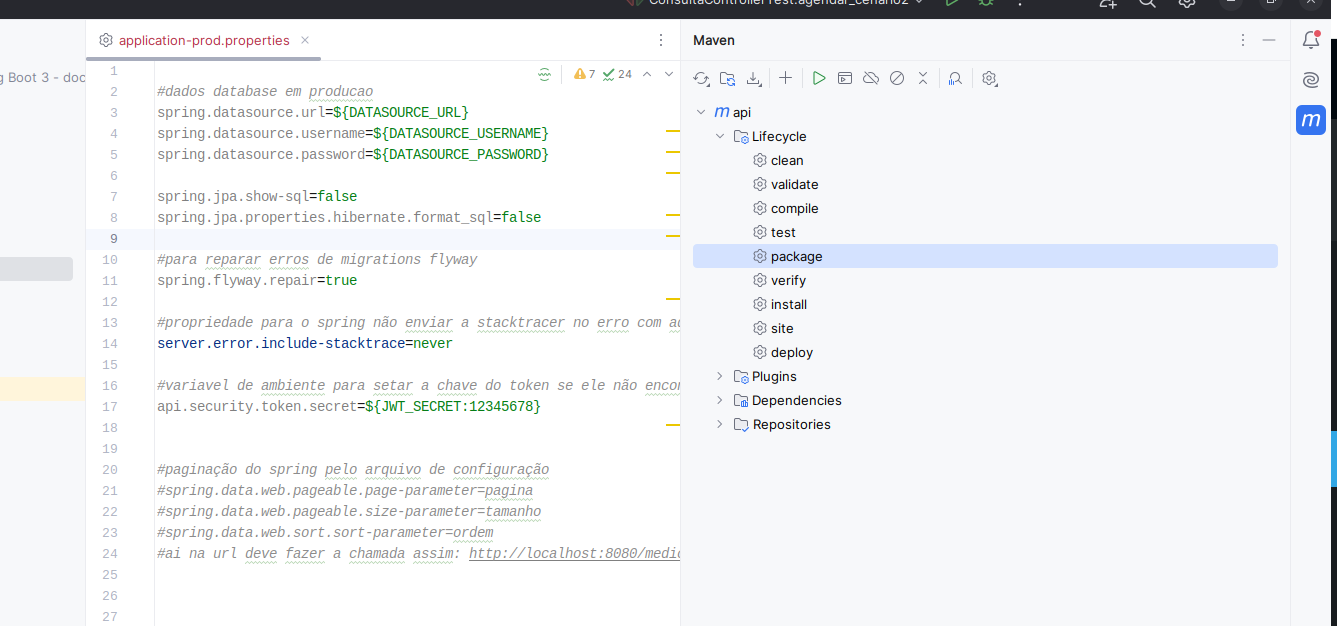 ConsultaControllerTest.agendar_cenario2
application-prod.properties
Maven
g Boot 3 - doc
7 24
1
2 #dados database em producao
3 spring.datasource.url=${DATASOURCE_URL}
4 spring.datasource.username=${DATASOURCE_USERNAME}
5 spring.datasource.password=${DATASOURCE_PASSWORD}
6
7 spring.jpa.show-sql=false
8 spring.jpa.properties.hibernate.format_sql=false
9
10 #para reparar erros de migrations flyway
11 spring.flyway.repair=true
12
13 #propriedade para o spring não enviar a stacktracer no erro com
14 server.error.include-stacktrace=never
15
16 #variavel de ambiente para setar a chave do token se ele não
17 api.security.token.secret=${JWT_SECRET:12345678}
18
19
20 #paginação do spring pelo arquivo de configuração
21 #spring.data.web.pageable.page-parameter=pagina
22 #spring.data.web.pageable.size-parameter=tamanho
23 #spring.data.web.sort.sort-parameter=ordem
24 #ai na url deve fazer a chamada assim: http://localhost:8080/medic
25
26
27
m api
Lifecycle
clean
validate
compile
test
package
verify
install
site
deploy
Plugins
Dependencies
Repositories
m